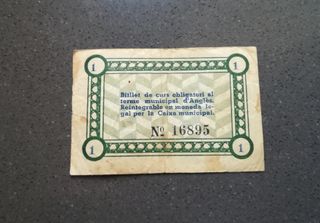 1 1
Billet de curs obligatori al
terme municipal d'Anglès.
Reintegrable en moneda le-
gal per la Caixa municipal.
Nº 16895
1 1